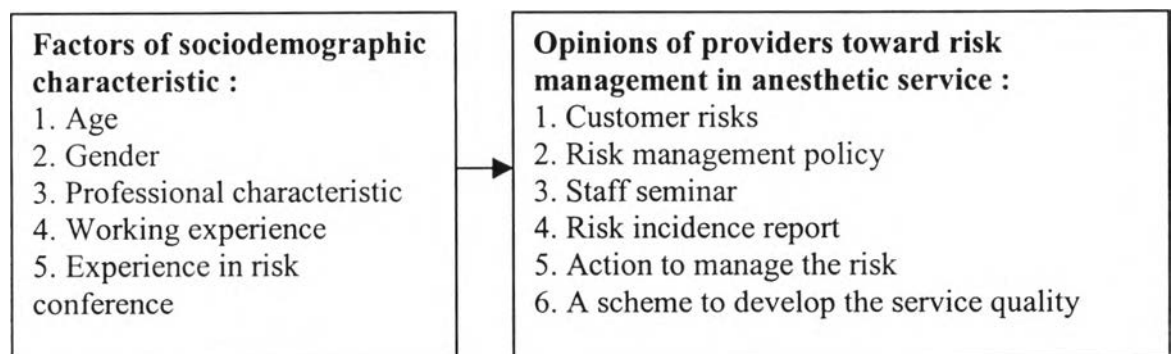 Factors of sociodemographic
characteristic :
1. Age
2. Gender
3. Professional characteristic
4. Working experience
5. Experience in risk
conference
Opinions of providers toward risk
management in anesthetic service :
1. Customer risks
2. Risk management policy
3. Staff seminar
4. Risk incidence report
5. Action to manage the risk
6. A scheme to develop the service quality